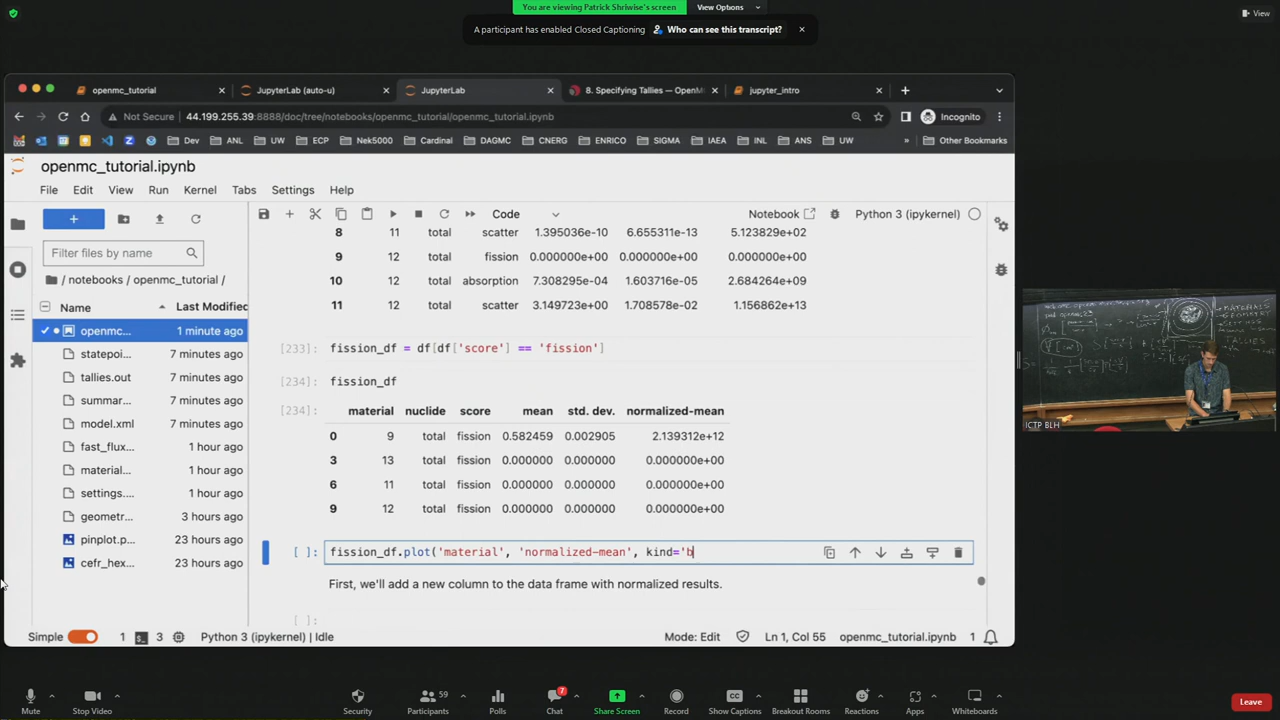 You are viewing Patrick Shriwise's screen View Options
View
A participant has enabled Closed Captioning Who can see this transcript?
openmc_tutorial JupyterLab (auto-u) JupyterLab 8. Specifying Tallies — OpenM jupyter_intro
Not Secure 44.199.255.39:8888/doc/tree/notebooks/openmc_tutorial/openmc_tutorial.ipynb Incognito
Dev ANL UW ECP Nek5000 Cardinal DAGMC CNERG ENRICO SIGMA IAEA INL ANS UW » Other Bookmarks
openmc_tutorial.ipynb
File Edit View Run Kernel Tabs Settings Help
Code Notebook Python 3 (ipykernel)
8 11 total scatter 1.395036e-10 6.655311e-13 5.123829e+02
Filter files by name
9 12 total fission 0.000000e+00 0.000000e+00 0.000000e+00
/ notebooks / openmc_tutorial /
10 12 total absorption 7.308295e-04 1.603716e-05 2.684264e+09
Name Last Modified
11 12 total scatter 3.149723e+00 1.708578e-02 1.156862e+13
openmc... 1 minute ago
[233]: fission_df = df[df['score'] == 'fission']
statepoi... 7 minutes ago
tallies.out 7 minutes ago
[234]: fission_df
summar... 7 minutes ago
[234]: material nuclide score mean std. dev. normalized-mean
model.xml 7 minutes ago
0 9 total fission 0.582459 0.002905 2.139312e+12
fast_flux... 1 hour ago
3 13 total fission 0.000000 0.000000 0.000000e+00
material... 1 hour ago
6 11 total fission 0.000000 0.000000 0.000000e+00
settings.... 1 hour ago
9 12 total fission 0.000000 0.000000 0.000000e+00
geometr... 3 hours ago
pinplot.p... 23 hours ago
[ ]: fission_df.plot('material', 'normalized-mean', kind='b
cefr_hex... 23 hours ago
First, we'll add a new column to the data frame with normalized results.
[ ]:
Simple 1 3 Python 3 (ipykernel) | Idle Mode: Edit Ln 1, Col 55 openmc_tutorial.ipynb 1
MATERIALS
GEOMETRY
SETTINGS
TALLIES
ICTP BLH
59 7
Mute Stop Video Security Participants Polls Chat Share Screen Record Show Captions Breakout Rooms Reactions Apps Whiteboards Leave